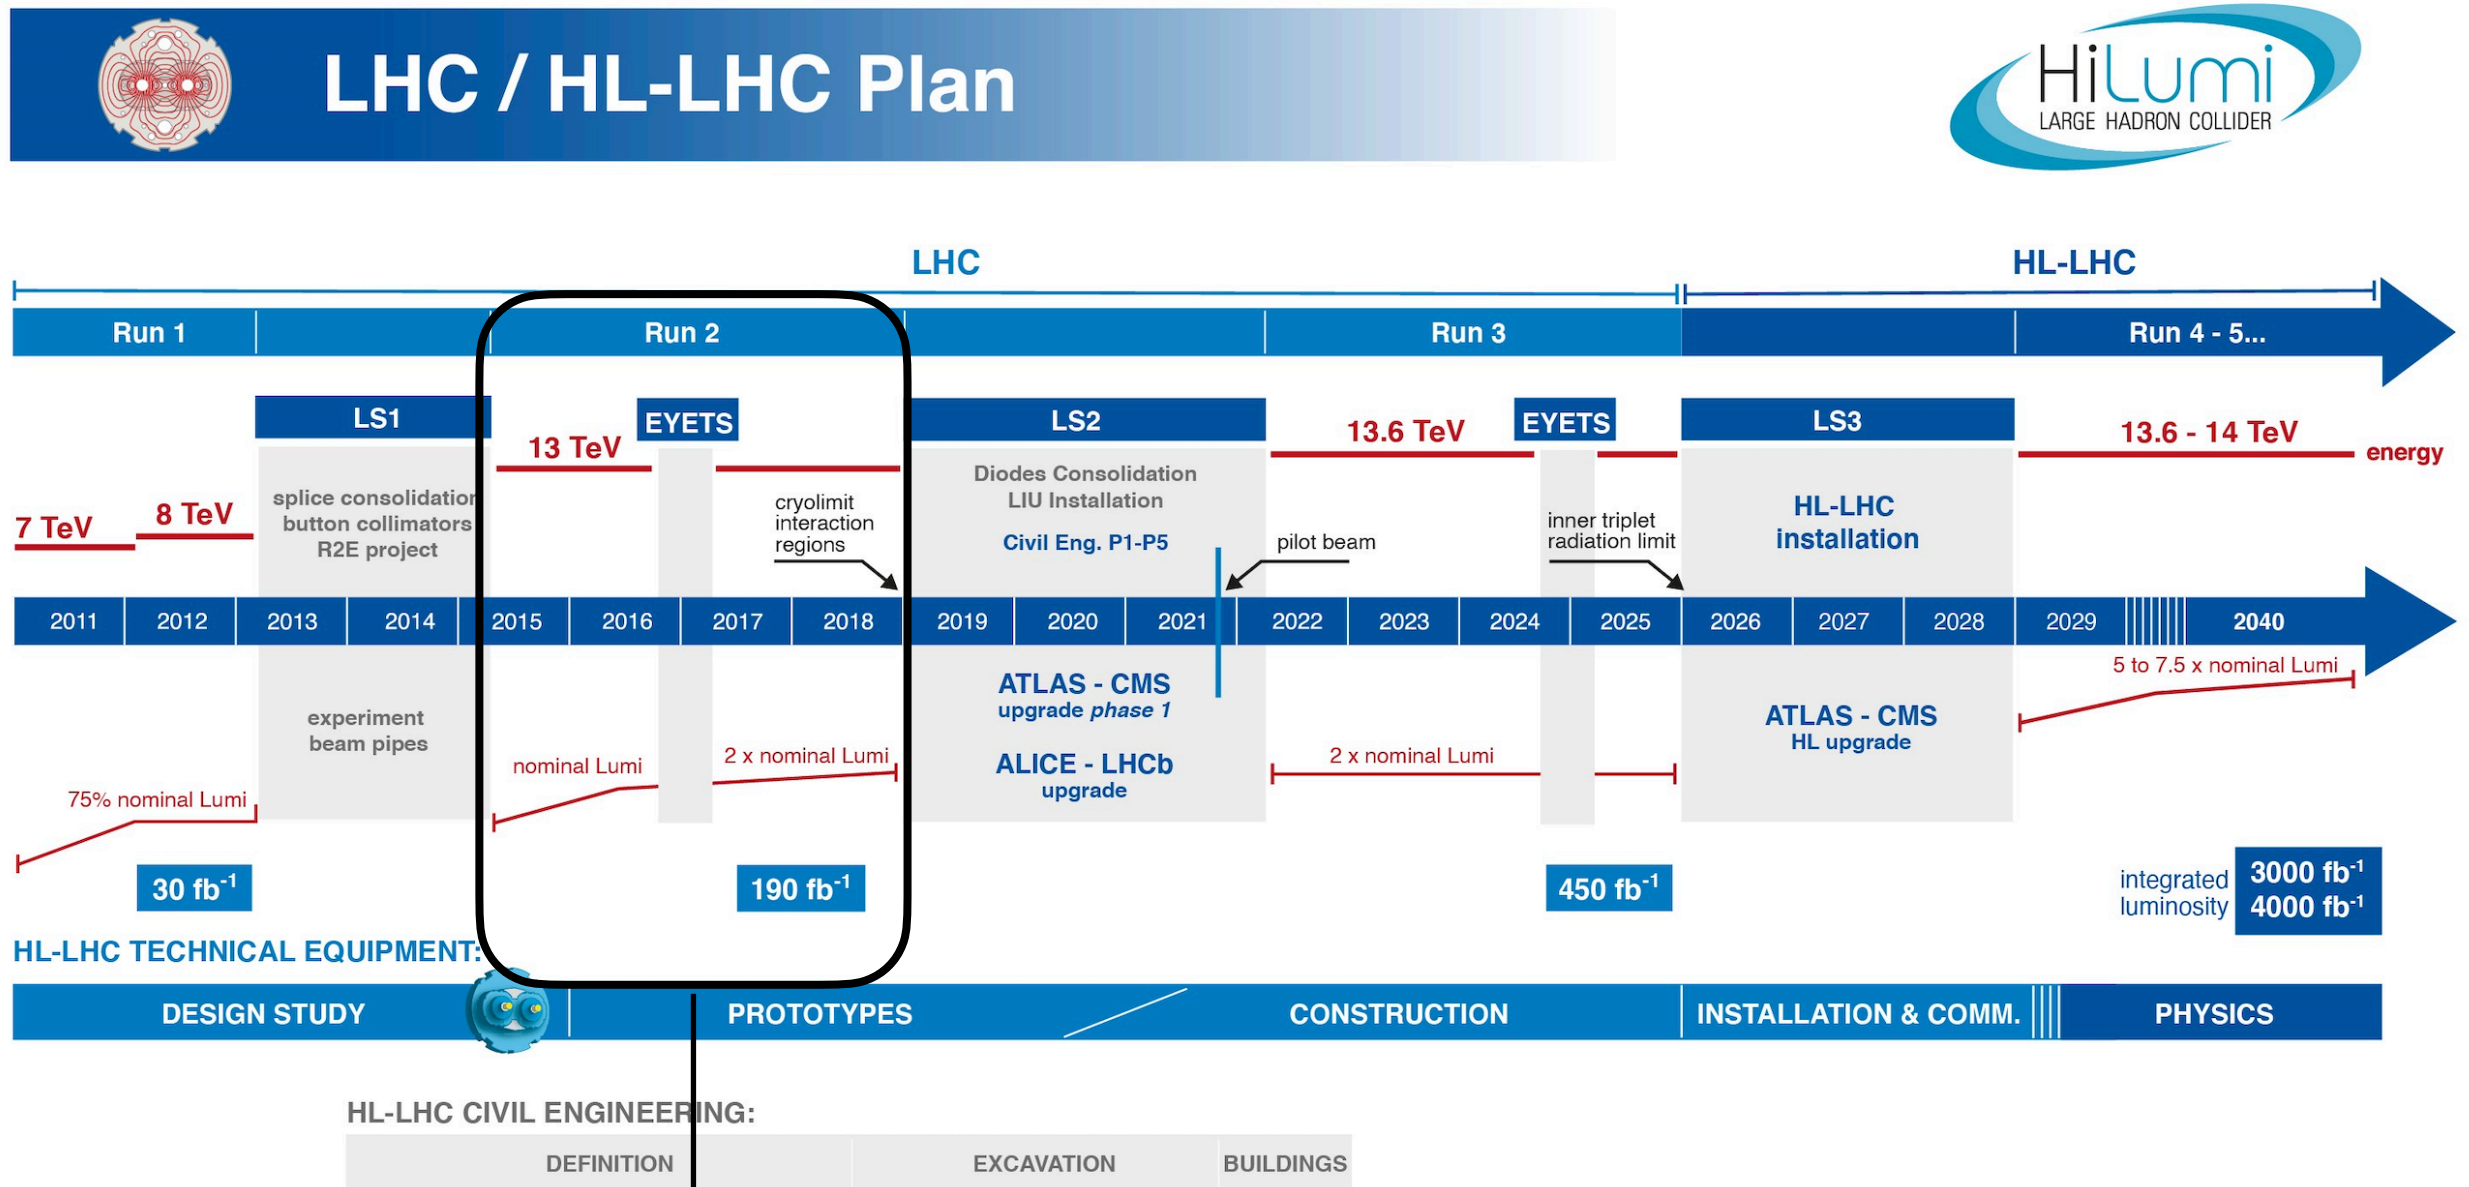 LHC / HL-LHC Plan
HiLumi
LARGE HADRON COLLIDER
LHC
HL-LHC
Run 1
Run 2
Run 3
Run 4 - 5...
LS1
EYETS
LS2
EYETS
LS3
13 TeV
13.6 TeV
13.6 - 14 TeV
energy
7 TeV
8 TeV
splice consolidation
button collimators
R2E project
cryolimit
interaction
regions
Diodes Consolidation
LIU Installation
Civil Eng. P1-P5
pilot beam
inner triplet
radiation limit
HL-LHC
installation
2011 2012 2013 2014 2015 2016 2017 2018 2019 2020 2021 2022 2023 2024 2025 2026 2027 2028 2029 2040
experiment
beam pipes
75% nominal Lumi
nominal Lumi
2 x nominal Lumi
ATLAS - CMS
upgrade phase 1
ALICE - LHCb
upgrade
2 x nominal Lumi
ATLAS - CMS
HL upgrade
5 to 7.5 x nominal Lumi
30 fb-1
190 fb-1
450 fb-1
integrated
luminosity
3000 fb-1
4000 fb-1
HL-LHC TECHNICAL EQUIPMENT:
DESIGN STUDY
PROTOTYPES
CONSTRUCTION
INSTALLATION & COMM.
PHYSICS
HL-LHC CIVIL ENGINEERING:
DEFINITION
EXCAVATION
BUILDINGS